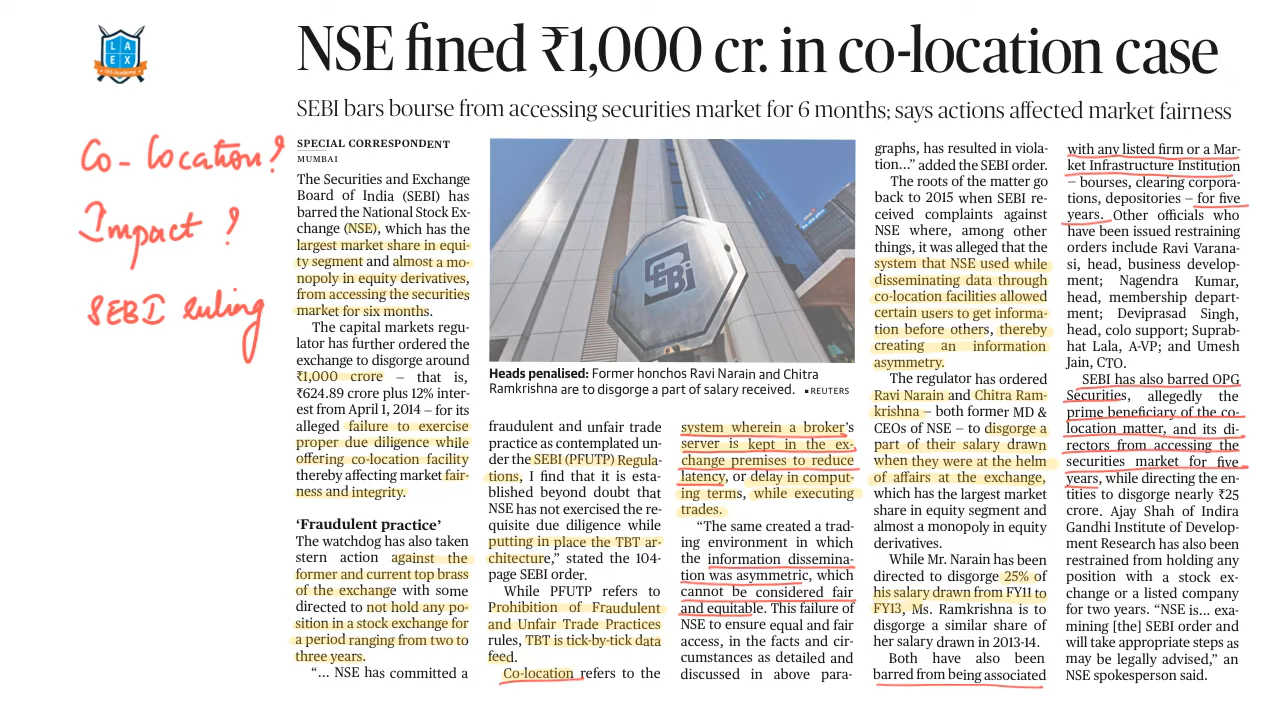 LA
EX
IAS Academy
Co-location?
Impact?
SEBI ruling
NSE fined ₹1,000 cr. in co-location case
SEBI bars bourse from accessing securities market for 6 months; says actions affected market fairness
SPECIAL CORRESPONDENT
MUMBAI
The Securities and Exchange
Board of India (SEBI) has
barred the National Stock Ex-
change (NSE), which has the
largest market share in equi-
ty segment and almost a mo-
nopoly in equity derivatives,
from accessing the securities
market for six months.
The capital markets regu-
lator has further ordered the
exchange to disgorge around
₹1,000 crore – that is,
₹624.89 crore plus 12% inter-
est from April 1, 2014 – for its
alleged failure to exercise
proper due diligence while
offering co-location facility
thereby affecting market fair-
ness and integrity.
'Fraudulent practice'
The watchdog has also taken
stern action against the
former and current top brass
of the exchange with some
directed to not hold any po-
sition in a stock exchange for
a period ranging from two to
three years.
"... NSE has committed a
SEBI
Heads penalised: Former honchos Ravi Narain and Chitra
Ramkrishna are to disgorge a part of salary received. ▪REUTERS
fraudulent and unfair trade
practice as contemplated un-
der the SEBI (PFUTP) Regula-
tions, I find that it is esta-
blished beyond doubt that
NSE has not exercised the re-
quisite due diligence while
putting in place the TBT ar-
chitecture," stated the 104-
page SEBI order.
While PFUTP refers to
Prohibition of Fraudulent
and Unfair Trade Practices
rules, TBT is tick-by-tick data
feed.
Co-location refers to the
system wherein a broker's
server is kept in the ex-
change premises to reduce
latency, or delay in comput-
ing terms, while executing
trades.
"The same created a trad-
ing environment in which
the information dissemina-
tion was asymmetric, which
cannot be considered fair
and equitable. This failure of
NSE to ensure equal and fair
access, in the facts and cir-
cumstances as detailed and
discussed in above para-
graphs, has resulted in viola-
tion..." added the SEBI order.
The roots of the matter go
back to 2015 when SEBI re-
ceived complaints against
NSE where, among other
things, it was alleged that the
system that NSE used while
disseminating data through
co-location facilities allowed
certain users to get informa-
tion before others, thereby
creating an information
asymmetry.
The regulator has ordered
Ravi Narain and Chitra Ram-
krishna – both former MD &
CEOs of NSE – to disgorge a
part of their salary drawn
when they were at the helm
of affairs at the exchange,
which has the largest market
share in equity segment and
almost a monopoly in equity
derivatives.
While Mr. Narain has been
directed to disgorge 25% of
his salary drawn from FY11 to
FY13, Ms. Ramkrishna is to
disgorge a similar share of
her salary drawn in 2013-14.
Both have also been
barred from being associated
with any listed firm or a Mar-
ket Infrastructure Institution
– bourses, clearing corpora-
tions, depositories – for five
years. Other officials who
have been issued restraining
orders include Ravi Varana-
si, head, business develop-
ment; Nagendra Kumar,
head, membership depart-
ment; Deviprasad Singh,
head, colo support; Suprab-
hat Lala, A-VP; and Umesh
Jain, CTO.
SEBI has also barred OPG
Securities, allegedly the
prime beneficiary of the co-
location matter, and its di-
rectors from accessing the
securities market for five
years, while directing the en-
tities to disgorge nearly ₹25
crore. Ajay Shah of Indira
Gandhi Institute of Develop-
ment Research has also been
restrained from holding any
position with a stock ex-
change or a listed company
for two years. "NSE is... exa-
mining [the] SEBI order and
will take appropriate steps as
may be legally advised," an
NSE spokesperson said.